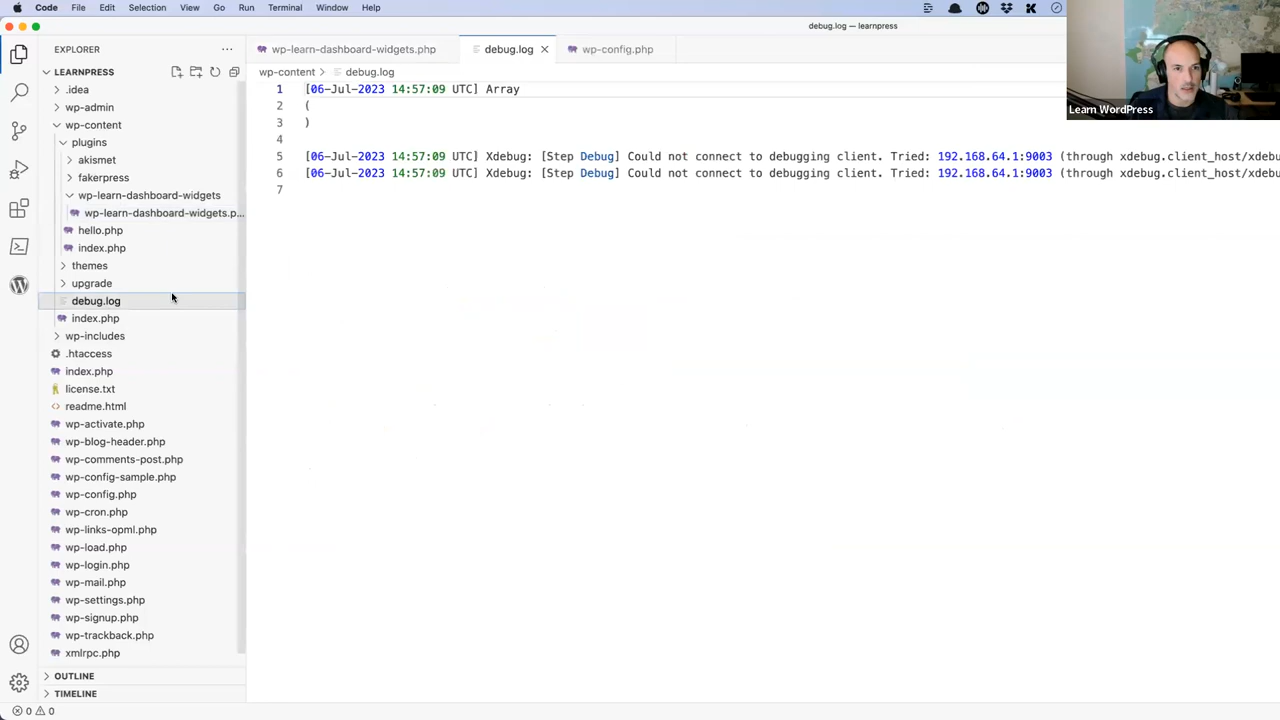 Code File Edit Selection View Go Run Terminal Window Help
debug.log — learnpress
EXPLORER
wp-learn-dashboard-widgets.php
debug.log
wp-config.php
LEARNPRESS
wp-content > debug.log
.idea
wp-admin
wp-content
plugins
akismet
fakerpress
wp-learn-dashboard-widgets
wp-learn-dashboard-widgets.p...
hello.php
index.php
themes
upgrade
debug.log
index.php
wp-includes
.htaccess
index.php
license.txt
readme.html
wp-activate.php
wp-blog-header.php
wp-comments-post.php
wp-config-sample.php
wp-config.php
wp-cron.php
wp-links-opml.php
wp-load.php
wp-login.php
wp-mail.php
wp-settings.php
wp-signup.php
wp-trackback.php
xmlrpc.php
OUTLINE
TIMELINE
0 0
1 [06-Jul-2023 14:57:09 UTC] Array
2 (
3 )
4
5 [06-Jul-2023 14:57:09 UTC] Xdebug: [Step Debug] Could not connect to debugging client. Tried: 192.168.64.1:9003 (through xdebug.client_host/xdebu
6 [06-Jul-2023 14:57:09 UTC] Xdebug: [Step Debug] Could not connect to debugging client. Tried: 192.168.64.1:9003 (through xdebug.client_host/xdebu
7
Learn WordPress